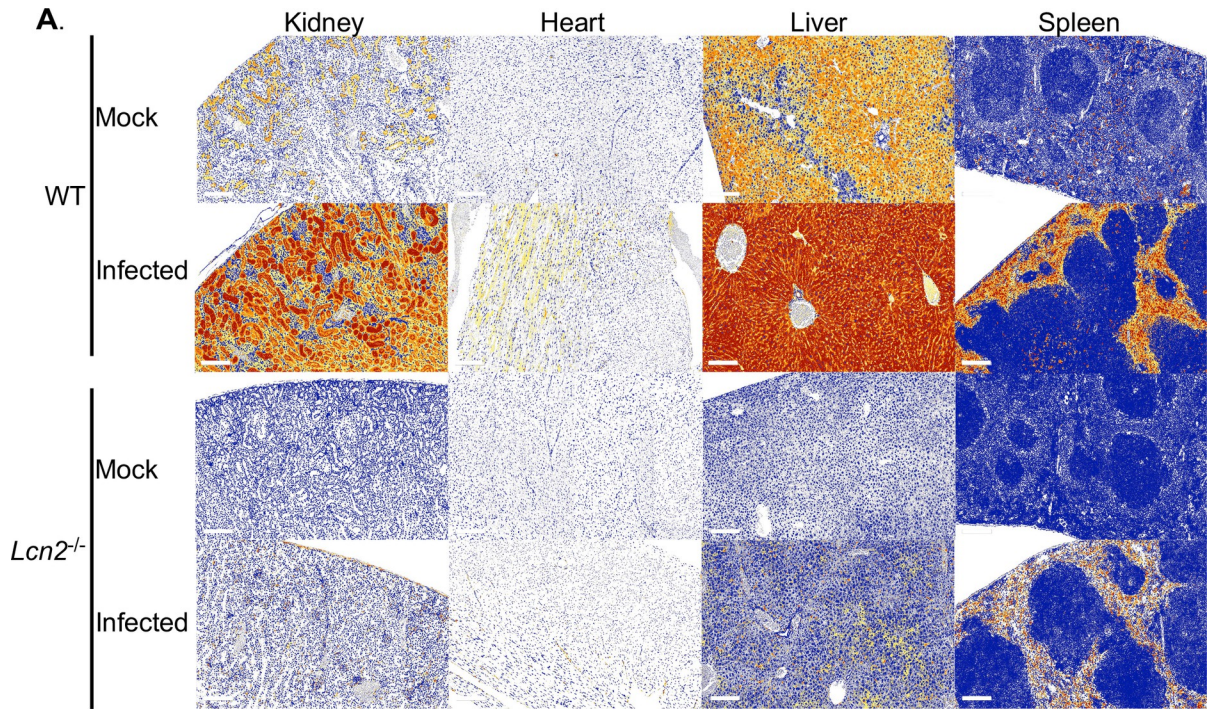 A.
Kidney Heart Liver Spleen
Mock
WT
Infected
Mock
Lcn2-/-
Infected